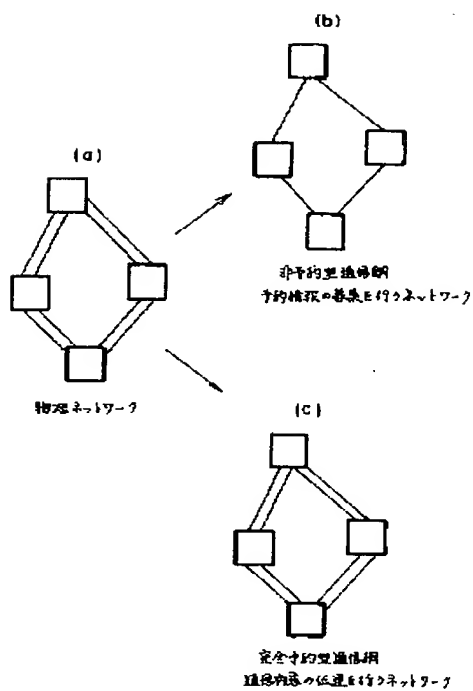 (b)
(a)
非予約型通信網
予約情報の募集を行うネットワーク
物理ネットワーク
(c)
完全予約型通信網
通信内容の伝達を行うネットワーク